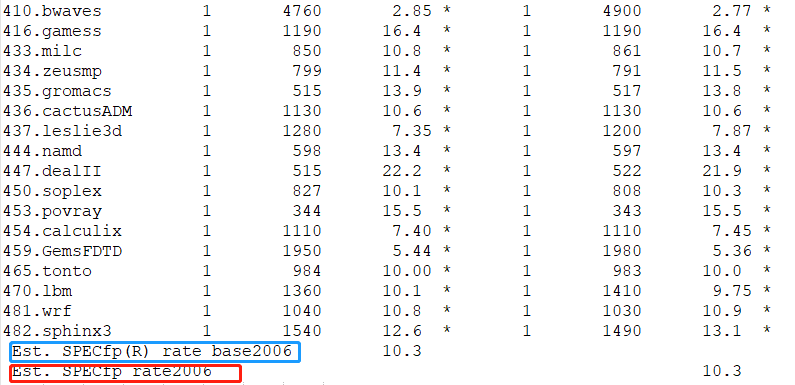 410.bwaves 1 4760 2.85 * 1 4900 2.77 *
416.gamess 1 1190 16.4 * 1 1190 16.4 *
433.milc 1 850 10.8 * 1 861 10.7 *
434.zeusmp 1 799 11.4 * 1 791 11.5 *
435.gromacs 1 515 13.9 * 1 517 13.8 *
436.cactusADM 1 1130 10.6 * 1 1130 10.6 *
437.leslie3d 1 1280 7.35 * 1 1200 7.87 *
444.namd 1 598 13.4 * 1 597 13.4 *
447.dealII 1 515 22.2 * 1 522 21.9 *
450.soplex 1 827 10.1 * 1 808 10.3 *
453.povray 1 344 15.5 * 1 343 15.5 *
454.calculix 1 1110 7.40 * 1 1110 7.45 *
459.GemsFDTD 1 1950 5.44 * 1 1980 5.36 *
465.tonto 1 984 10.00 * 1 983 10.0 *
470.lbm 1 1360 10.1 * 1 1410 9.75 *
481.wrf 1 1040 10.8 * 1 1030 10.9 *
482.sphinx3 1 1540 12.6 * 1 1490 13.1 *
Est. SPECfp(R)_rate_base2006 10.3
Est. SPECfp_rate2006 10.3